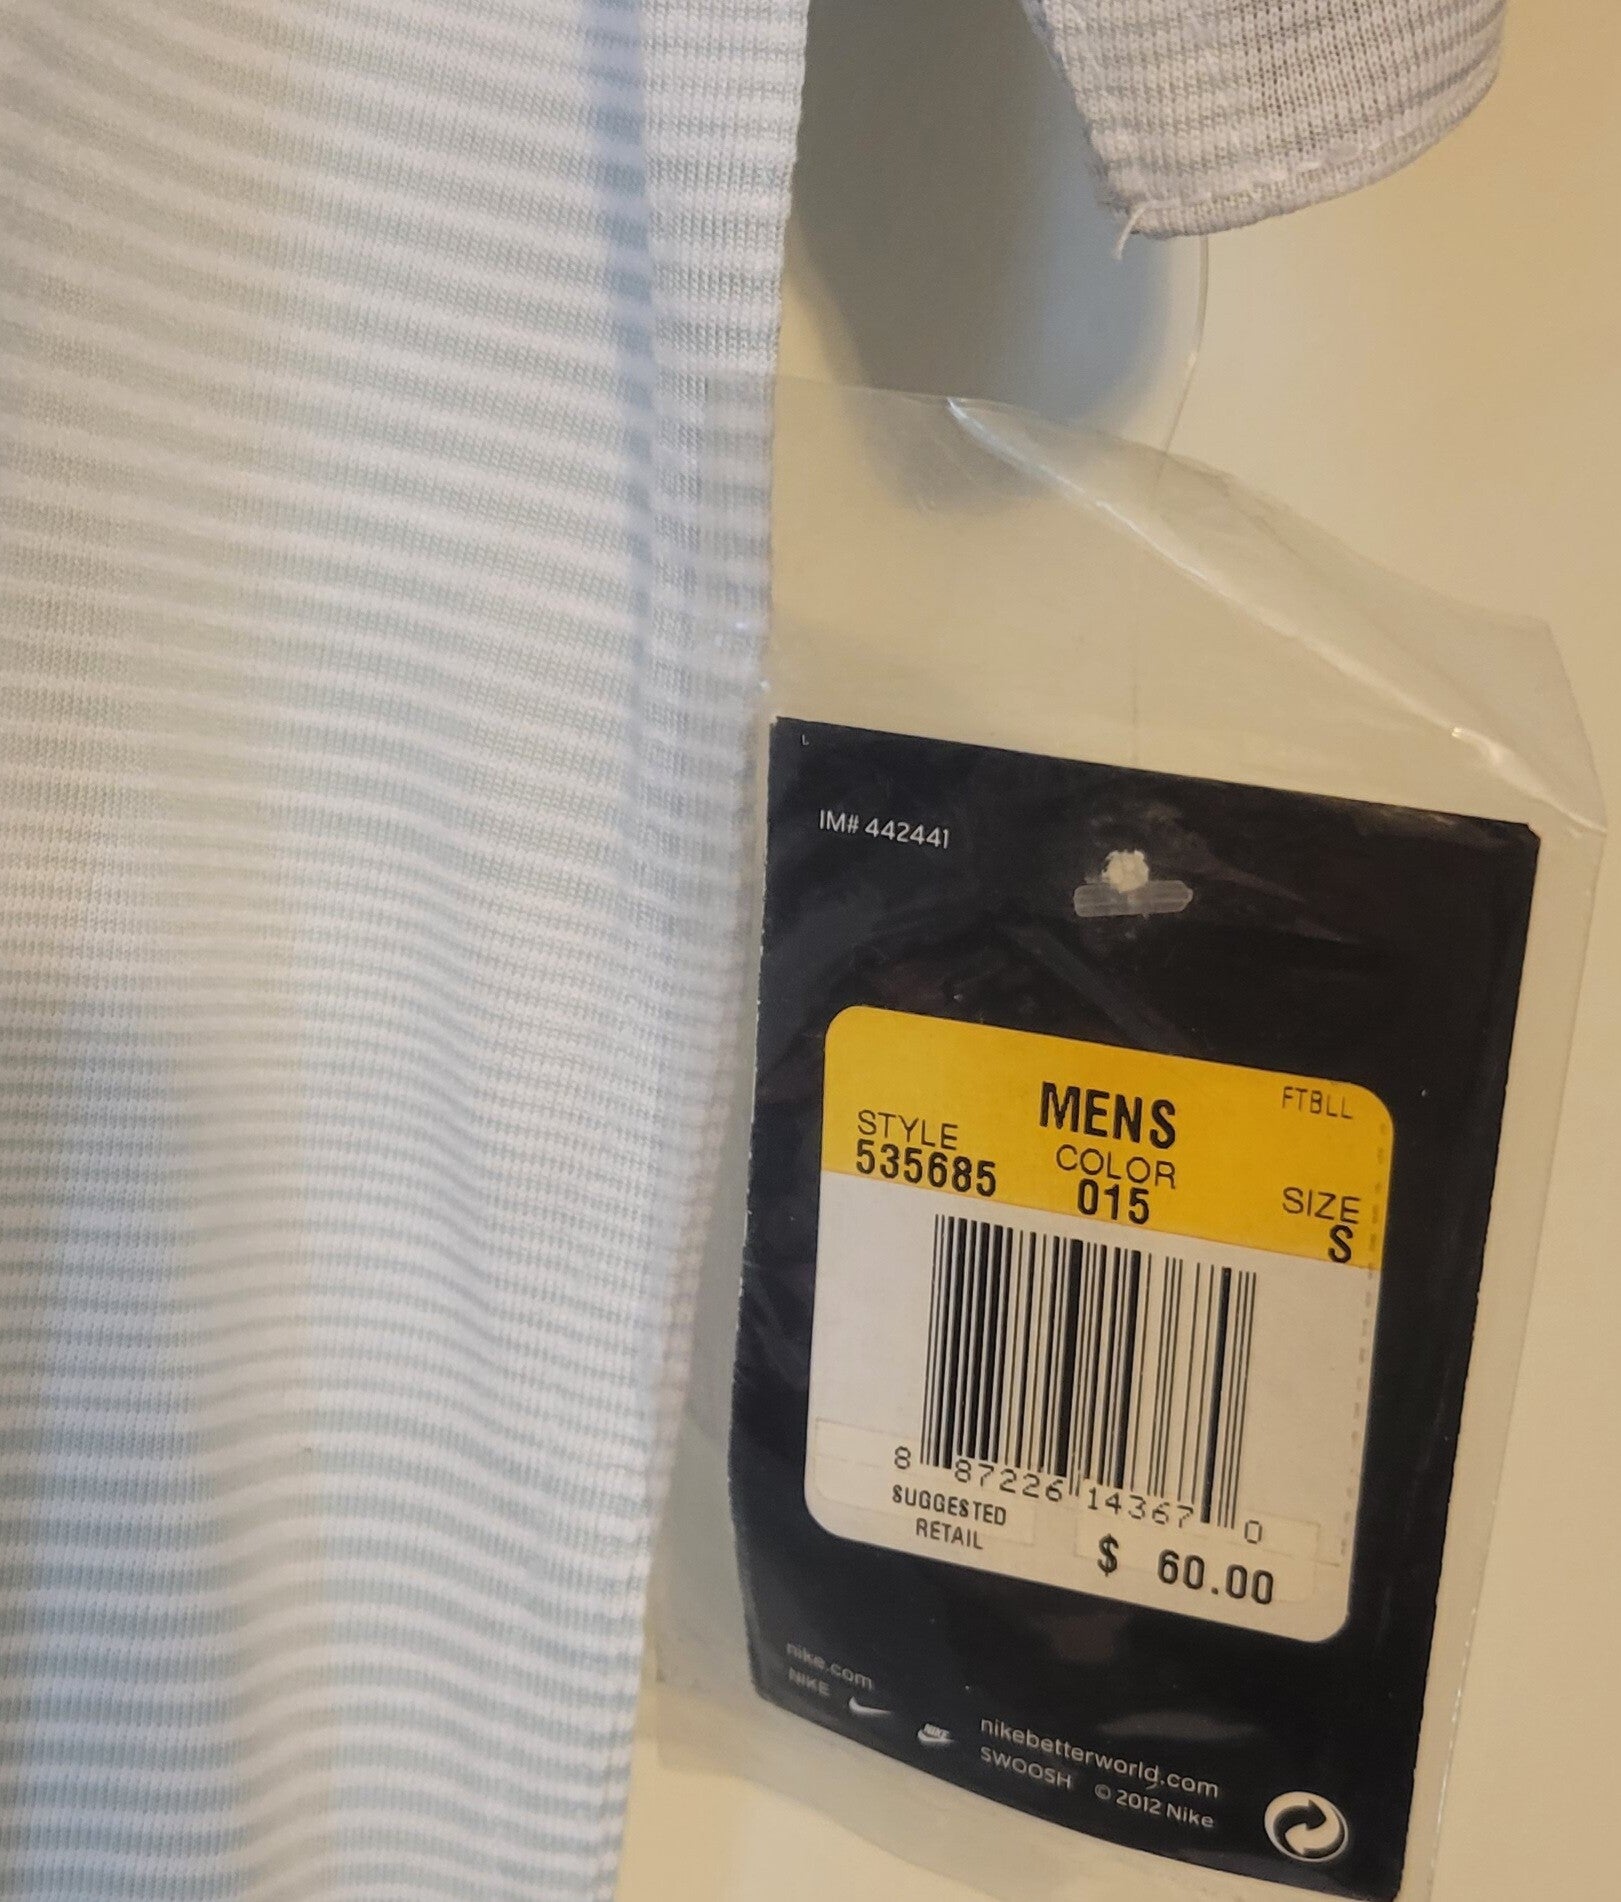 L
IM# 442441
MENS
FTBLL
STYLE
COLOR
SIZE
535685
015
S
8 87226 14367 0
SUGGESTED
RETAIL
$ 60.00
nike.com
NIKE
NIKE
nikebetterworld.com
SWOOSH © 2012 Nike